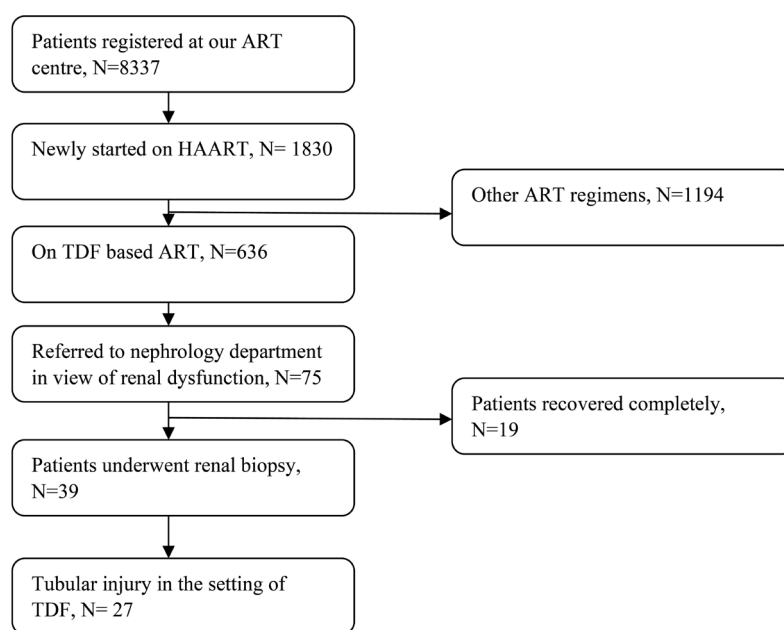 Patients registered at our ART
centre, N=8337
Newly started on HAART, N= 1830
Other ART regimens, N=1194
On TDF based ART, N=636
Referred to nephrology department
in view of renal dysfunction, N=75
Patients recovered completely,
N=19
Patients underwent renal biopsy,
N=39
Tubular injury in the setting of
TDF, N= 27